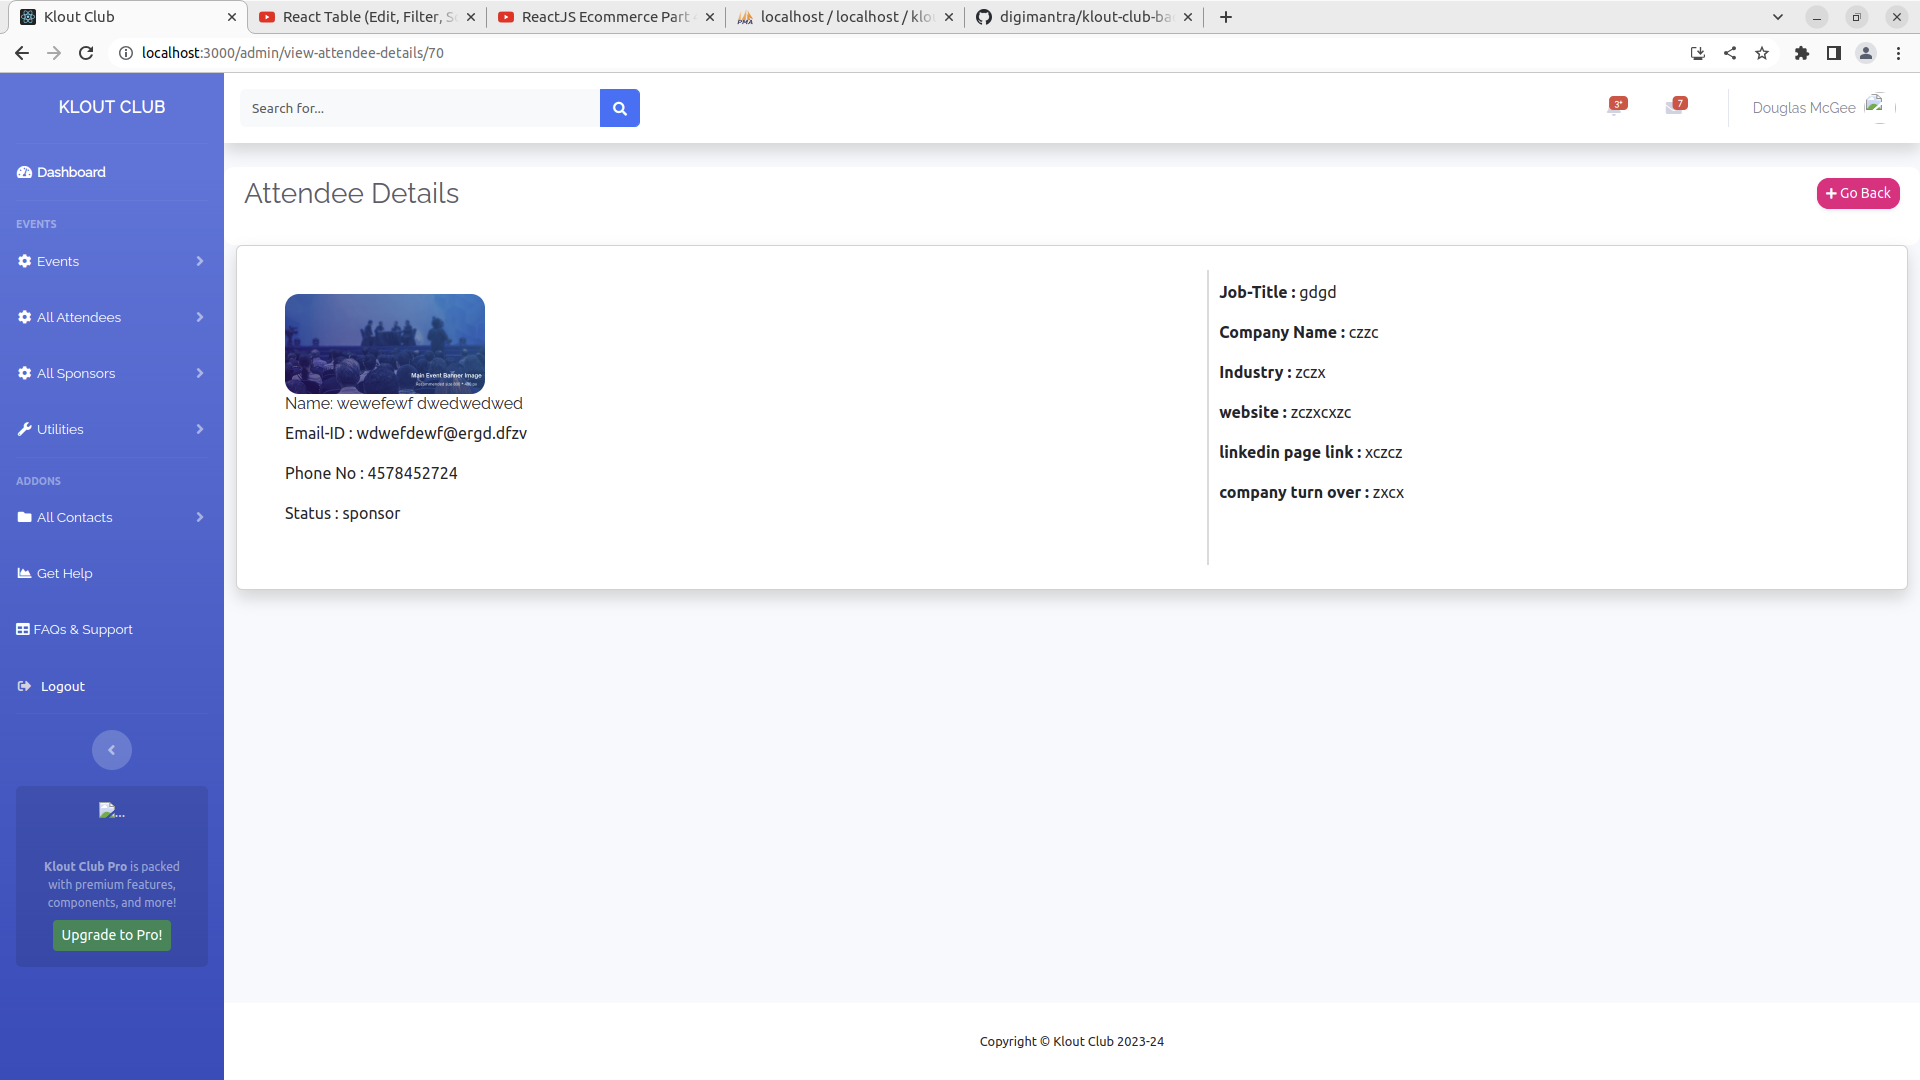 Klout Club
React Table (Edit, Filter, S
ReactJS Ecommerce Part
localhost / localhost / klo
digimantra/klout-club-ba
localhost:3000/admin/view-attendee-details/70
KLOUT CLUB
Search for...
3+
7
Douglas McGee
Dashboard
Attendee Details
Go Back
EVENTS
Events
All Attendees
All Sponsors
Utilities
ADDONS
All Contacts
Get Help
FAQs & Support
Logout
...
Klout Club Pro is packed
with premium features,
components, and more!
Upgrade to Pro!
Main Event Banner Image
Name: wewefewf dwedwedwed
Email-ID : wdwefdewf@ergd.dfzv
Phone No : 4578452724
Status : sponsor
Job-Title : gdgd
Company Name : czzc
Industry : zczx
website : zczxcxzc
linkedin page link : xczcz
company turn over : zxcx
Copyright © Klout Club 2023-24